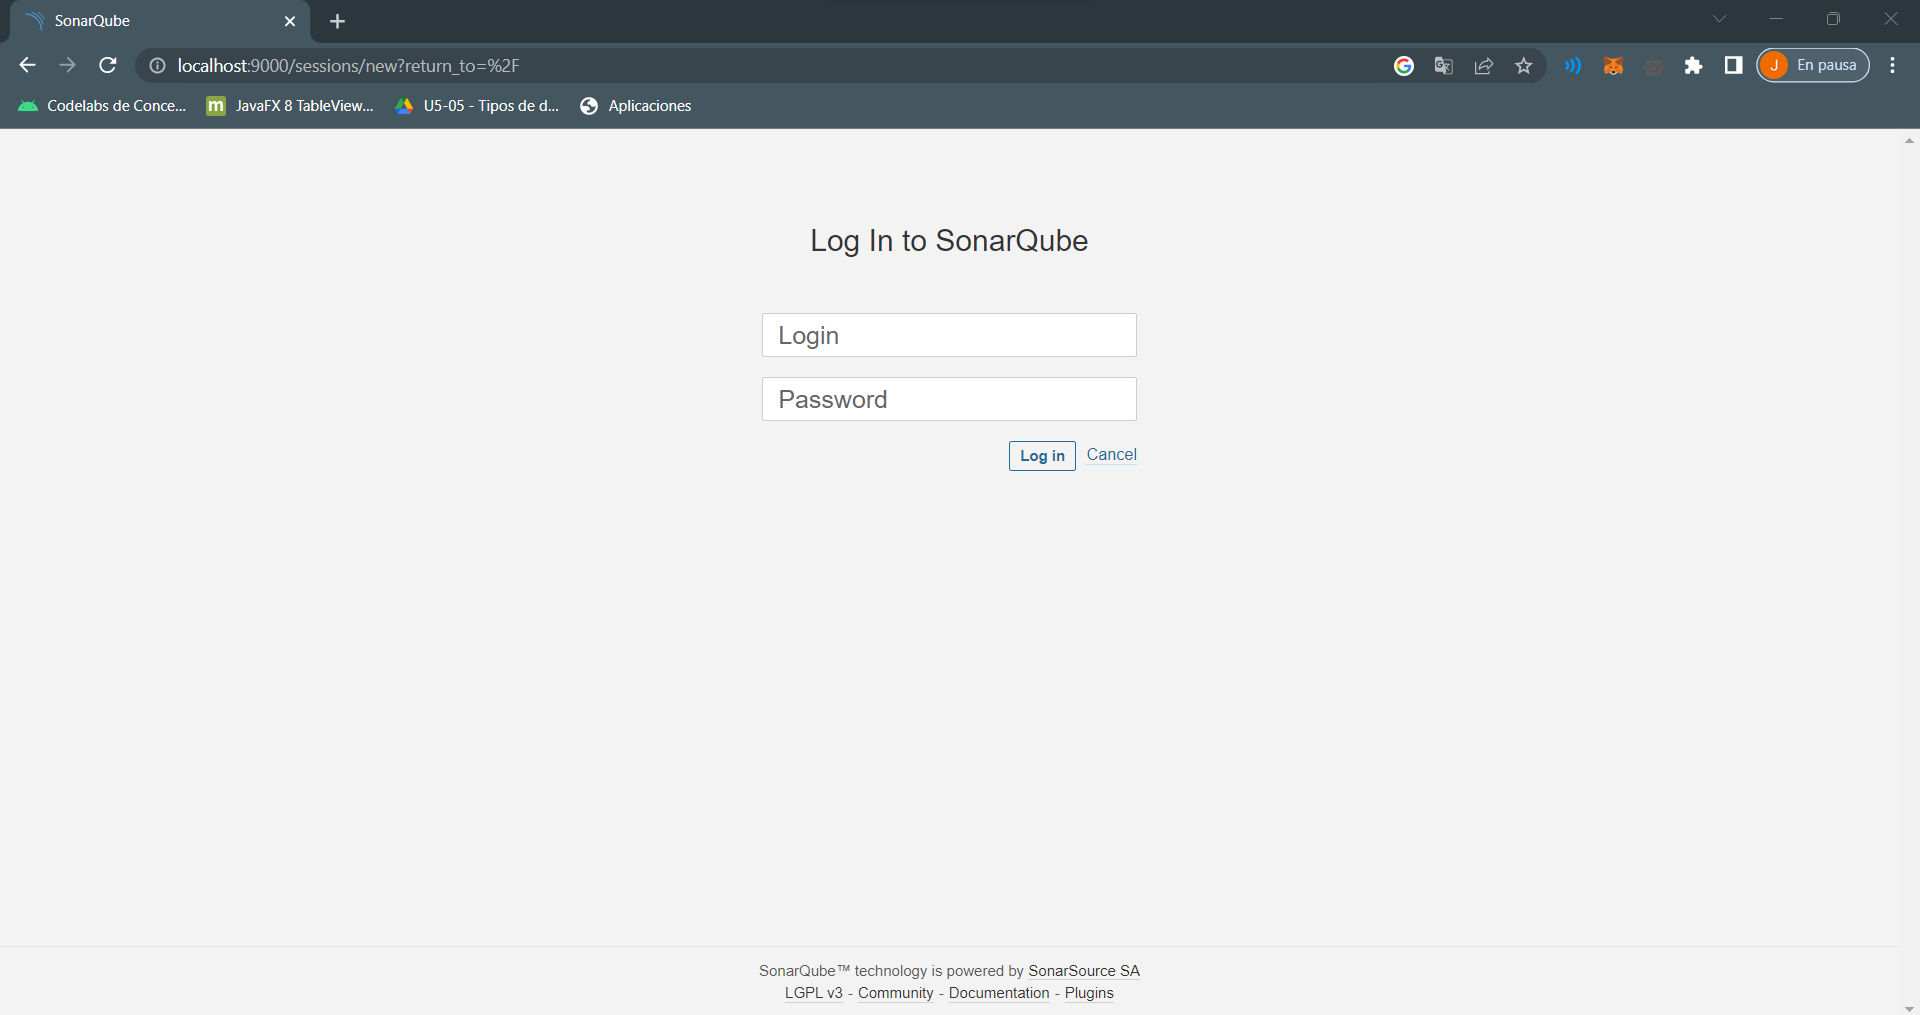 SonarQube
localhost:9000/sessions/new?return_to=%2F
J En pausa
Codelabs de Conce... m JavaFX 8 TableView... U5-05 - Tipos de d... Aplicaciones
Log In to SonarQube
Login
Password
Log in Cancel
SonarQube™ technology is powered by SonarSource SA
LGPL v3 - Community - Documentation - Plugins